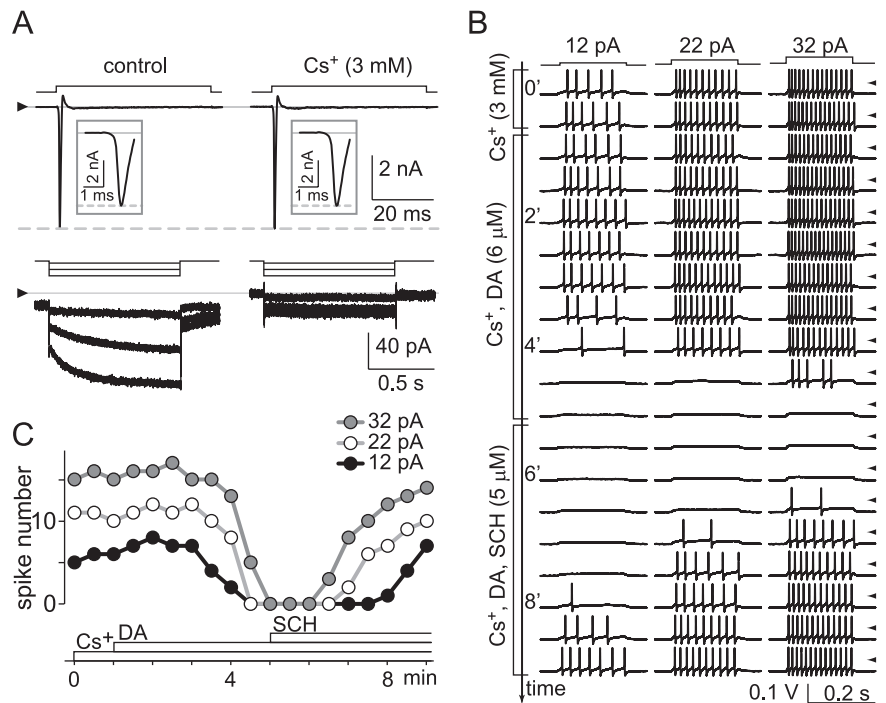 A
control
Cs⁺ (3 mM)
2 nA
1 ms
2 nA
1 ms
2 nA
20 ms
40 pA
0.5 s
B
12 pA 22 pA 32 pA
0'
2'
4'
6'
8'
Cs⁺ (3 mM)
Cs⁺, DA (6 μM)
Cs⁺, DA, SCH (5 μM)
time
0.1 V
0.2 s
C
32 pA
22 pA
12 pA
spike number
10
0
Cs⁺
DA
SCH
0 4 8 min